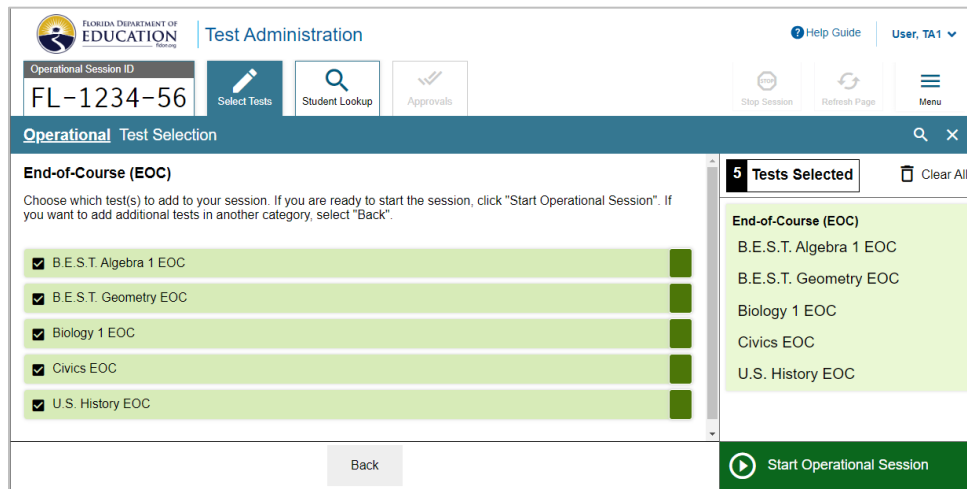 FLORIDA DEPARTMENT OF
EDUCATION
fldoe.org
Test Administration
Help Guide
User, TA1
Operational Session ID
FL-1234-56
Select Tests
Student Lookup
Approvals
STOP
Stop Session
Refresh Page
Menu
Operational Test Selection
End-of-Course (EOC)
Choose which test(s) to add to your session. If you are ready to start the session, click "Start Operational Session". If
you want to add additional tests in another category, select "Back".
B.E.S.T. Algebra 1 EOC
B.E.S.T. Geometry EOC
Biology 1 EOC
Civics EOC
U.S. History EOC
Back
5 Tests Selected
Clear All
End-of-Course (EOC)
B.E.S.T. Algebra 1 EOC
B.E.S.T. Geometry EOC
Biology 1 EOC
Civics EOC
U.S. History EOC
Start Operational Session